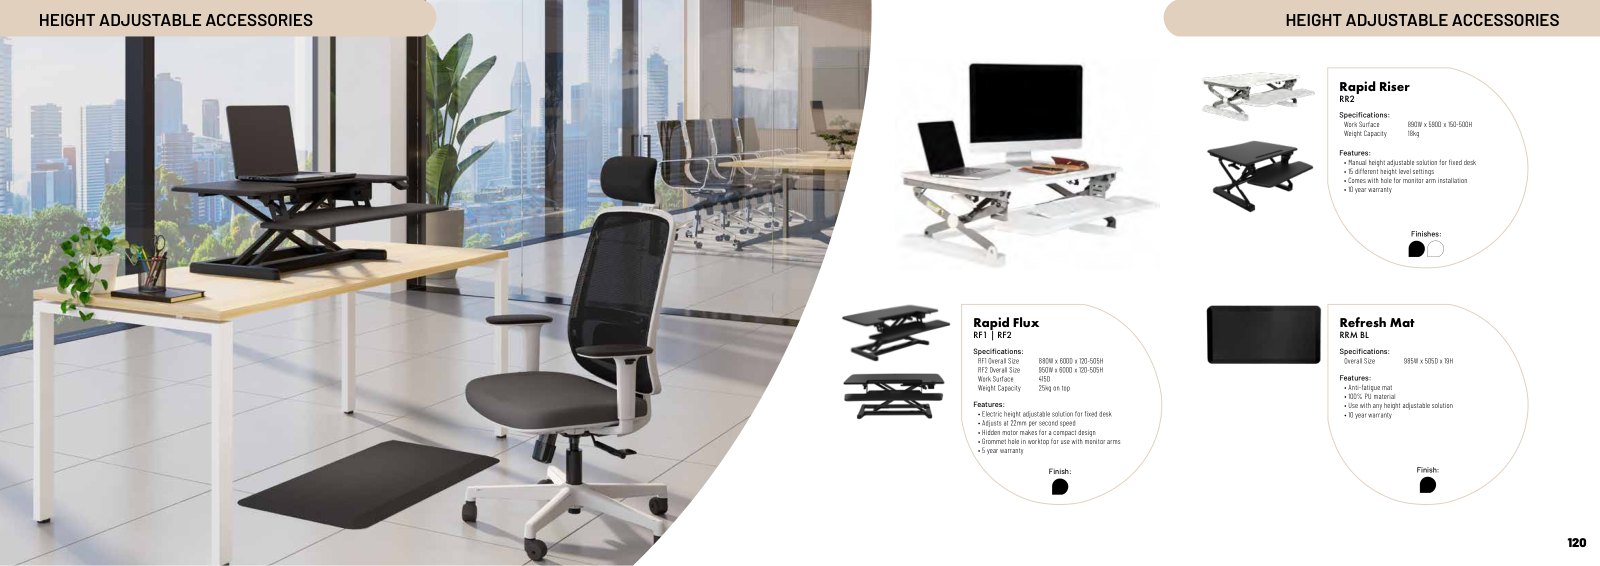 HEIGHT ADJUSTABLE ACCESSORIES
HEIGHT ADJUSTABLE ACCESSORIES
Rapid Riser
RR2
Specifications:
Work Surface 890W x 590D x 150-500H
Weight Capacity 18kg
Features:
• Manual height adjustable solution for fixed desk
• 15 different height level settings
• Comes with hole for monitor arm installation
• 10 year warranty
Finishes:
Rapid Flux
RF1 | RF2
Specifications:
RF1 Overall Size 880W x 600D x 120-505H
RF2 Overall Size 950W x 600D x 120-505H
Work Surface 415D
Weight Capacity 25kg on top
Features:
• Electric height adjustable solution for fixed desk
• Adjusts at 22mm per second speed
• Hidden motor makes for a compact design
• Grommet hole in worktop for use with monitor arms
• 5 year warranty
Finish:
Refresh Mat
RRM BL
Specifications:
Overall Size 985W x 505D x 19H
Features:
• Anti-fatigue mat
• 100% PU material
• Use with any height adjustable solution
• 10 year warranty
Finish:
120